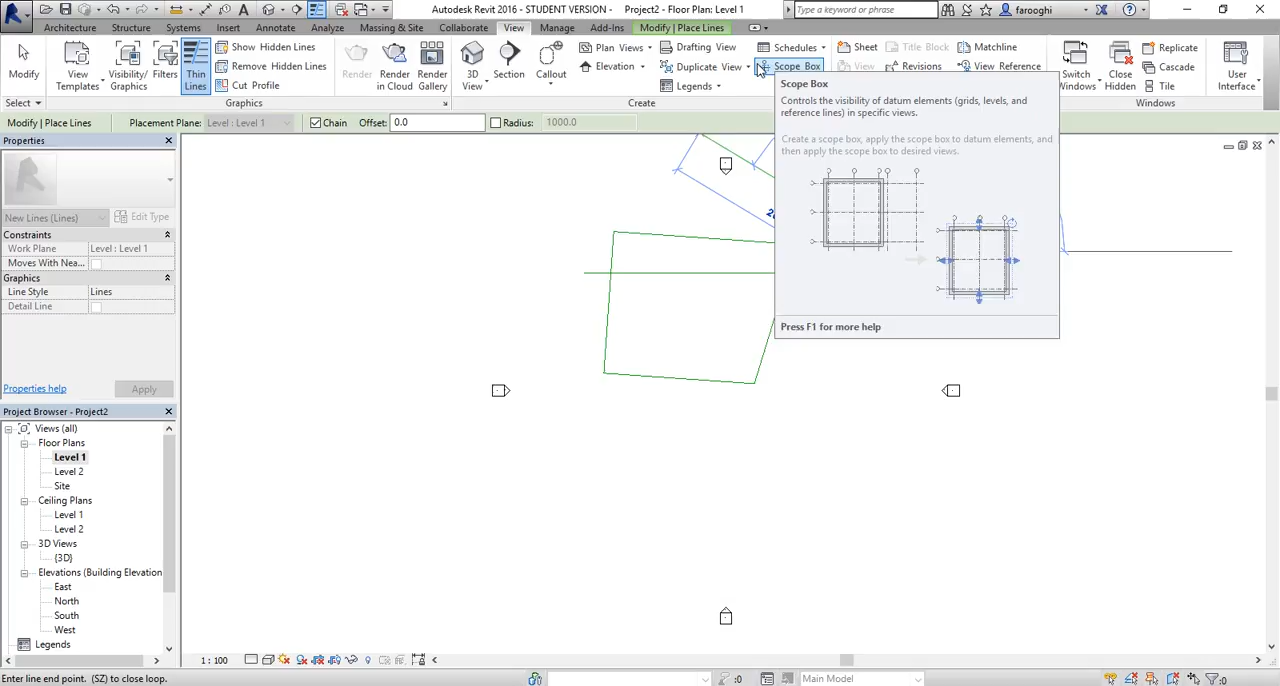 Autodesk Revit 2016 - STUDENT VERSION - Project2 - Floor Plan: Level 1
Type a keyword or phrase
farooghi
Architecture Structure Systems Insert Annotate Analyze Massing & Site Collaborate View Manage Add-Ins Modify | Place Lines
Modify
View Templates
Visibility/ Graphics
Filters
Thin Lines
Show Hidden Lines
Remove Hidden Lines
Cut Profile
Render
Render in Cloud
Render Gallery
3D View
Section
Callout
Plan Views
Elevation
Drafting View
Duplicate View
Legends
Schedules
Scope Box
Sheet
View
Title Block
Revisions
Matchline
View Reference
Switch Windows
Close Hidden
Replicate
Cascade
Tile
User Interface
Select Graphics Create Windows
Modify | Place Lines Placement Plane: Level : Level 1 Chain Offset: 0.0 Radius: 1000.0
Properties
New Lines (Lines) Edit Type
Constraints
Work Plane Level : Level 1
Moves With Nea...
Graphics
Line Style Lines
Detail Line
Properties help Apply
Project Browser - Project2
Views (all)
Floor Plans
Level 1
Level 2
Site
Ceiling Plans
Level 1
Level 2
3D Views
{3D}
Elevations (Building Elevation
East
North
South
West
Legends
Scope Box
Controls the visibility of datum elements (grids, levels, and
reference lines) in specific views.
Create a scope box, apply the scope box to datum elements, and
then apply the scope box to desired views.
Press F1 for more help
1 : 100
Enter line end point. (SZ) to close loop.
:0
Main Model
:0